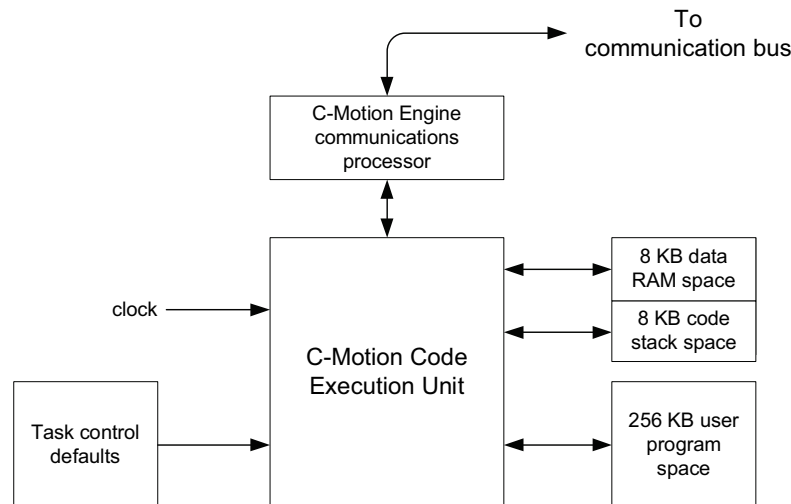 To
communication bus
C-Motion Engine
communications
processor
8 KB data
RAM space
clock
8 KB code
stack space
C-Motion Code
Execution Unit
Task control
defaults
256 KB user
program
space